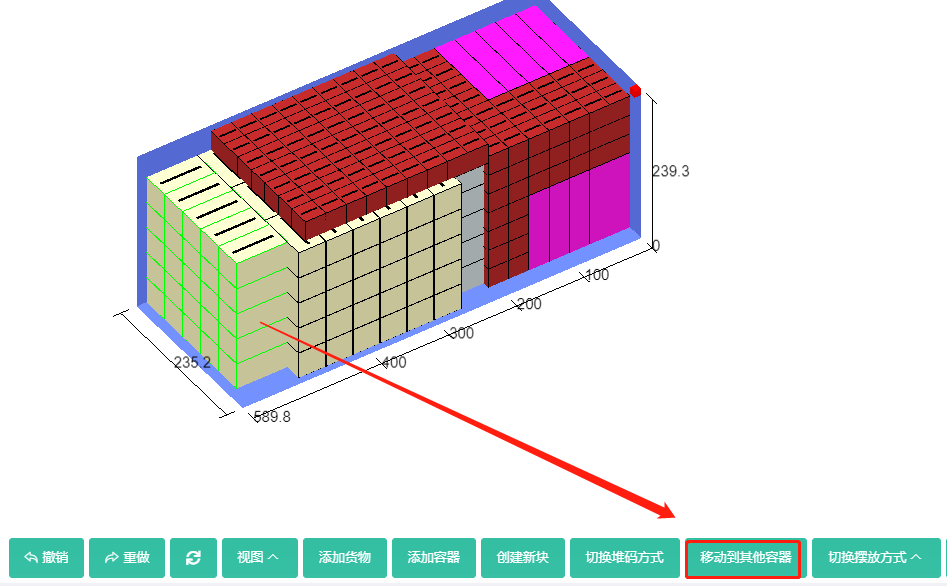 239.3
0
100
200
300
400
235.2
589.8
撤销
重做
视图
添加货物
添加容器
创建新块
切换堆码方式
移动到其他容器
切换摆放方式